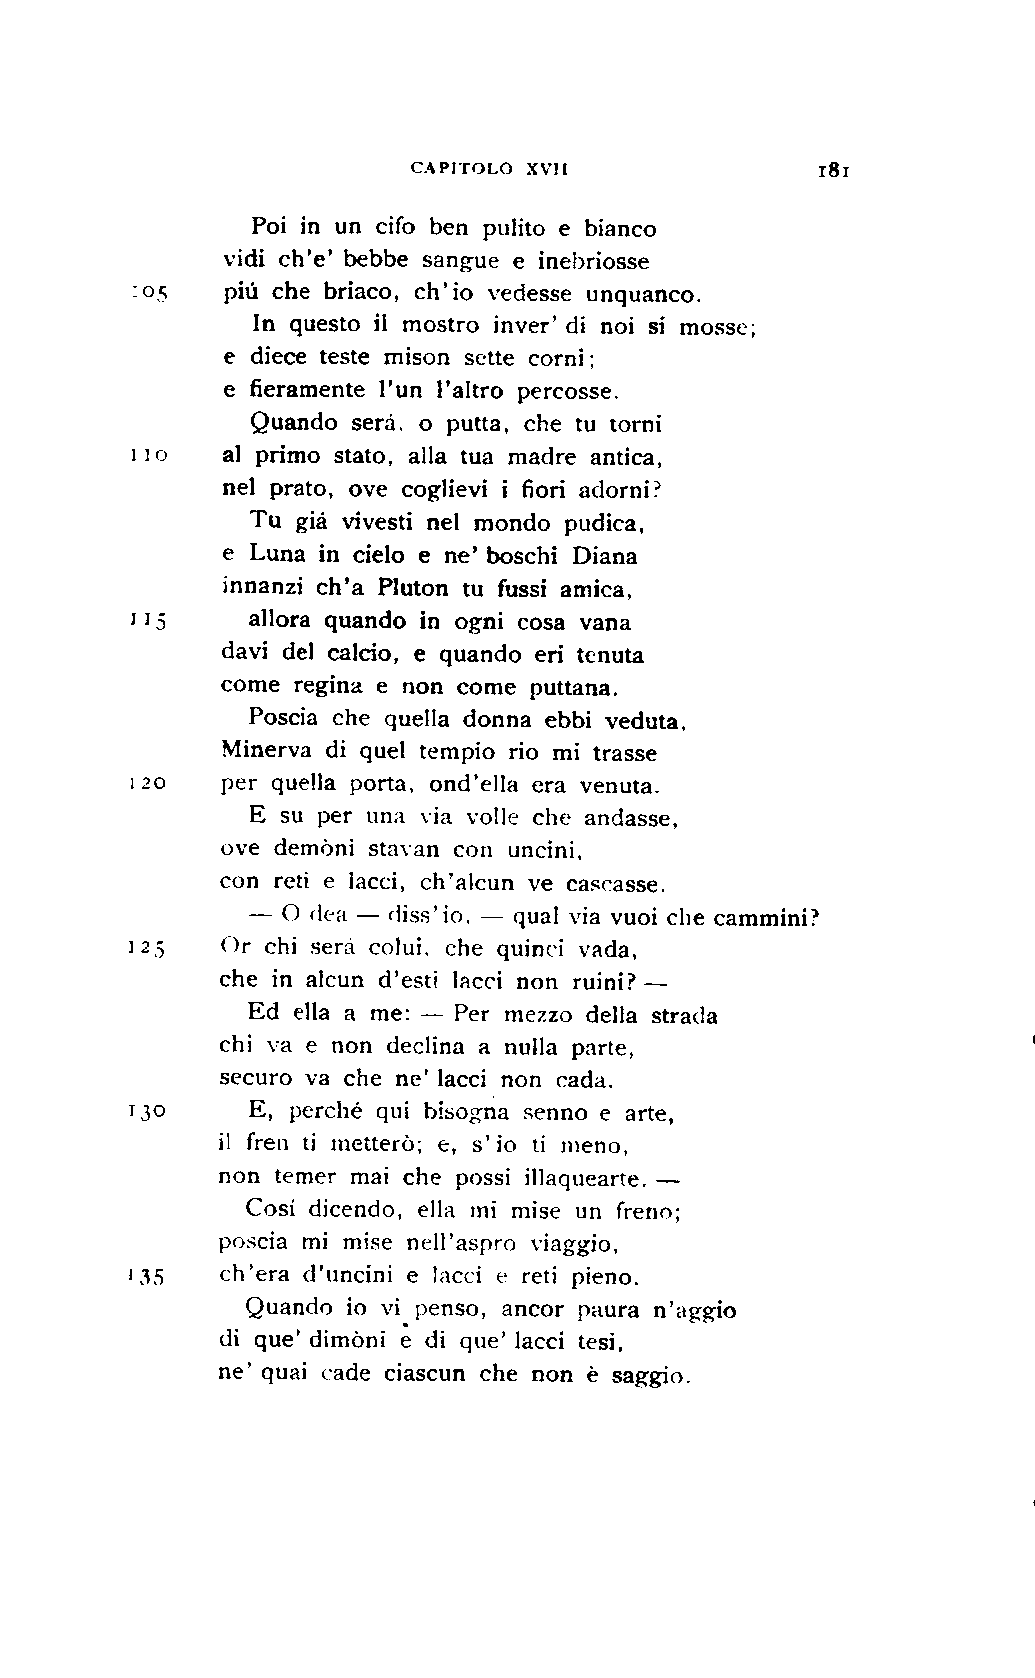 CAPITOLO XVII 181
Poi in un cifo ben pulito e bianco
vidi ch'e' bebbe sangue e inebriosse
105 piú che briaco, ch'io vedesse unquanco.
In questo il mostro inver' di noi sí mosse;
e diece teste mison sette corni;
e fieramente l'un l'altro percosse.
Quando será, o putta, che tu torni
110 al primo stato, alla tua madre antica,
nel prato, ove coglievi i fiori adorni?
Tu giá vivesti nel mondo pudica,
e Luna in cielo e ne' boschi Diana
innanzi ch'a Pluton tu fussi amica,
115 allora quando in ogni cosa vana
davi del calcio, e quando eri tenuta
come regina e non come puttana.
Poscia che quella donna ebbi veduta,
Minerva di quel tempio rio mi trasse
120 per quella porta, ond'ella era venuta.
E su per una via volle che andasse,
ove demòni stavan con uncini,
con reti e lacci, ch'alcun ve cascasse.
— O dea — diss'io, — qual via vuoi che cammini?
125 Or chi será colui, che quinci vada,
che in alcun d'esti lacci non ruini? —
Ed ella a me: — Per mezzo della strada
chi va e non declina a nulla parte,
securo va che ne' lacci non cada.
130 E, perché qui bisogna senno e arte,
il fren ti metterò; e, s'io ti meno,
non temer mai che possi illaquearte. —
Cosí dicendo, ella mi mise un freno;
poscia mi mise nell'aspro viaggio,
135 ch'era d'uncini e lacci e reti pieno.
Quando io vi penso, ancor paura n'aggio
di que' dimòni e di que' lacci tesi,
ne' quai cade ciascun che non è saggio.